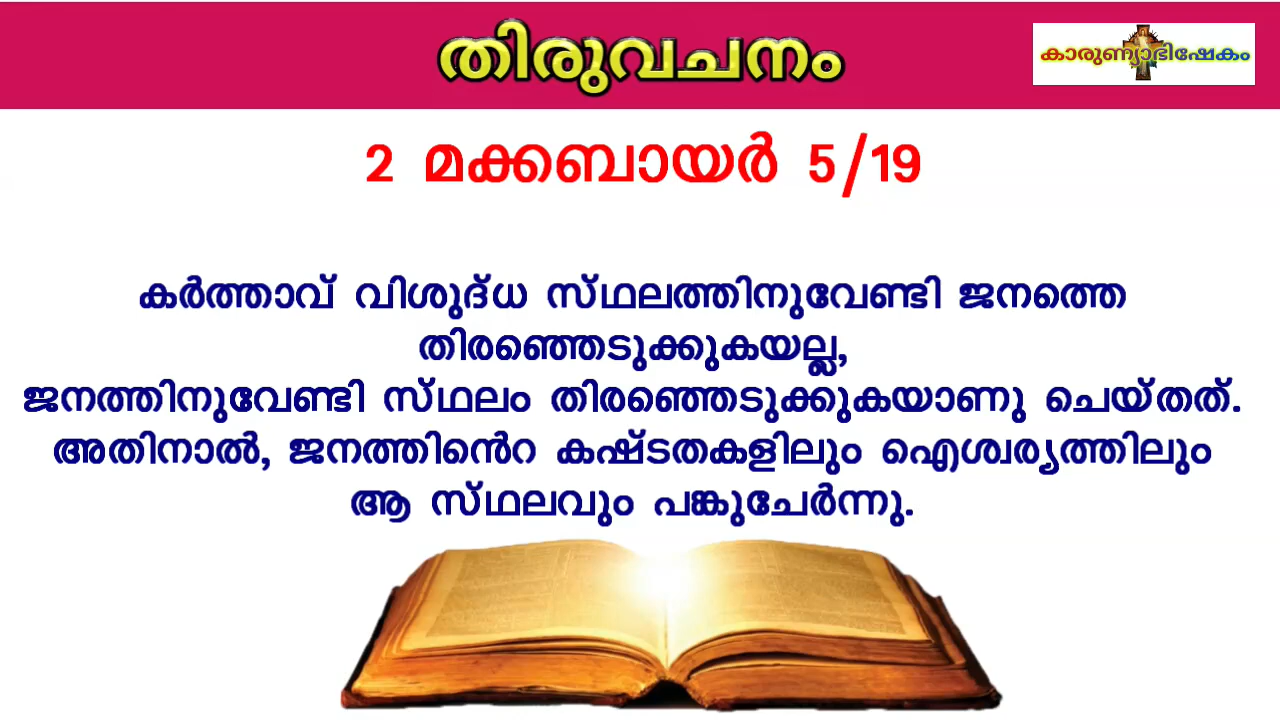 തിരുവചനം
കാരുണ്യാഭിഷേകം
2 മക്കബായർ 5/19
കർത്താവ് വിശുദ്ധ സ്ഥലത്തിനുവേണ്ടി ജനത്തെ
തിരഞ്ഞെടുക്കുകയല്ല,
ജനത്തിനുവേണ്ടി സ്ഥലം തിരഞ്ഞെടുക്കുകയാണു ചെയ്തത്.
അതിനാൽ, ജനത്തിൻെറ കഷ്ടതകളിലും ഐശ്വര്യത്തിലും
ആ സ്ഥലവും പങ്കുചേർന്നു.